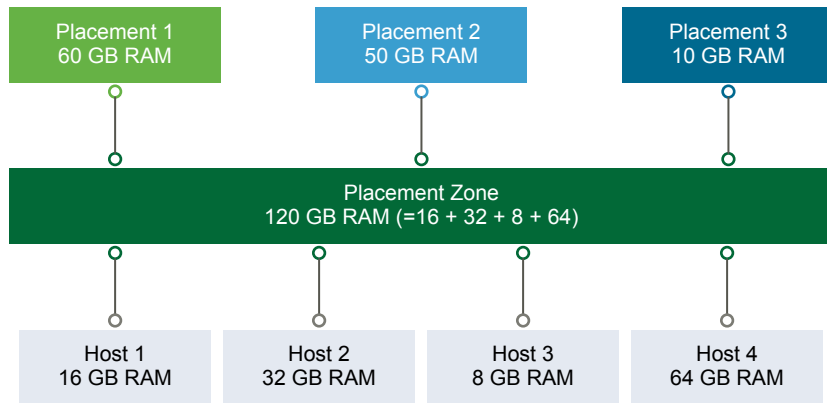 Placement 1
60 GB RAM
Placement 2
50 GB RAM
Placement 3
10 GB RAM
Placement Zone
120 GB RAM (=16 + 32 + 8 + 64)
Host 1
16 GB RAM
Host 2
32 GB RAM
Host 3
8 GB RAM
Host 4
64 GB RAM